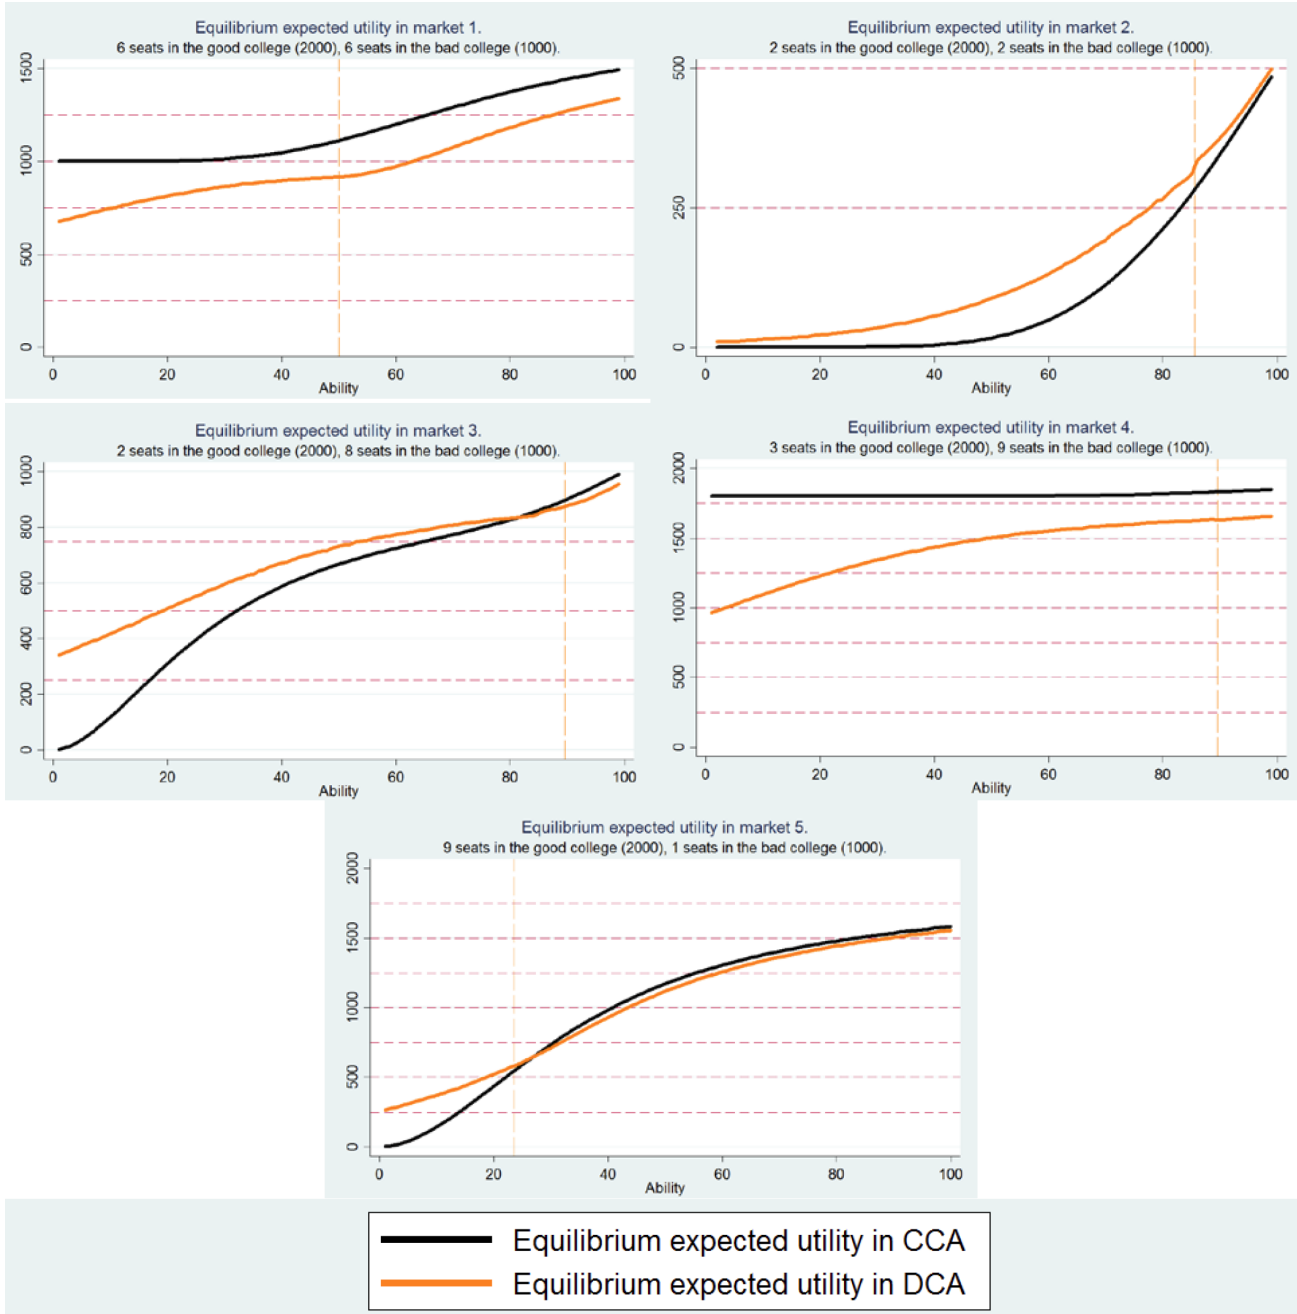 Equilibrium expected utility in market 1.
6 seats in the good college (2000), 6 seats in the bad college (1000).
1500
1000
500
0
0 20 40 60 80 100
Ability
Equilibrium expected utility in market 2.
2 seats in the good college (2000), 2 seats in the bad college (1000).
500
250
0
0 20 40 60 80 100
Ability
Equilibrium expected utility in market 3.
2 seats in the good college (2000), 8 seats in the bad college (1000).
1000
800
600
400
200
0
0 20 40 60 80 100
Ability
Equilibrium expected utility in market 4.
3 seats in the good college (2000), 9 seats in the bad college (1000).
2000
1500
1000
500
0
0 20 40 60 80 100
Ability
Equilibrium expected utility in market 5.
9 seats in the good college (2000), 1 seats in the bad college (1000).
2000
1500
1000
500
0
0 20 40 60 80 100
Ability
Equilibrium expected utility in CCA
Equilibrium expected utility in DCA